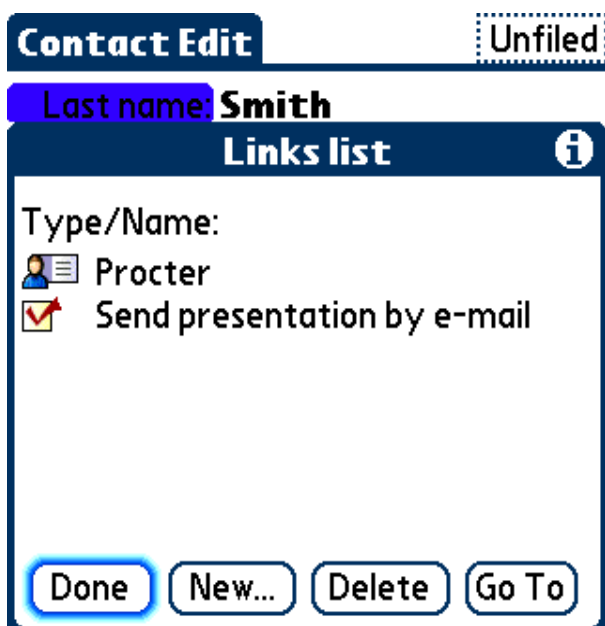 Contact Edit Unfiled
Last name: Smith
Links list
Type/Name:
Procter
Send presentation by e-mail
Done New... Delete Go To